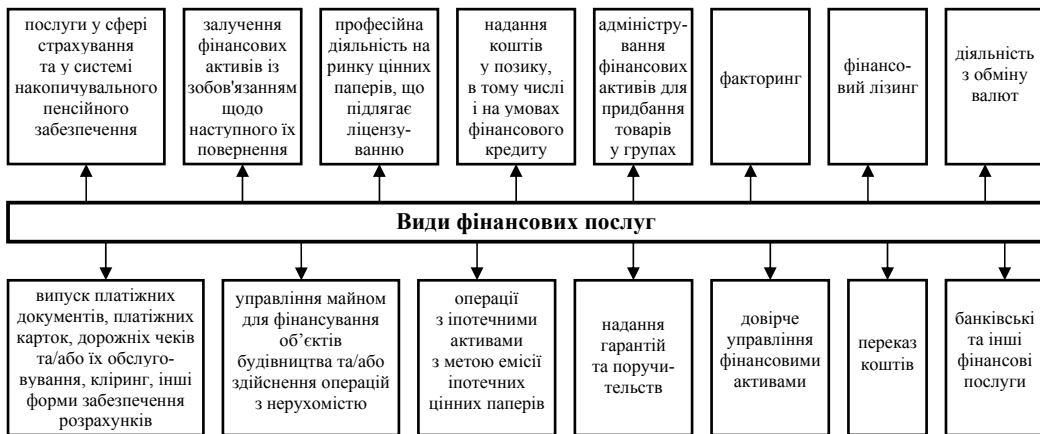 послуги у сфері
страхування
та у системі
накопичувального
пенсійного
забезпечення
залучення
фінансових
активів із
зобов'язанням
щодо
наступного їх
повернення
професійна
діяльність на
ринку цінних
паперів, що
підлягає
ліцензу-
ванню
надання
коштів
у позику,
в тому числі
і на умовах
фінансового
кредиту
адміністру-
вання
фінансових
активів для
придбання
товарів
у групах
факторинг
фінансо-
вий лізинг
діяльність
з обміну
валют
Види фінансових послуг
випуск платіжних
документів, платіжних
карток, дорожніх чеків
та/або їх обслуго-
вування, кліринг, інші
форми забезпечення
розрахунків
управління майном
для фінансування
об’єктів
будівництва та/або
здійснення операцій
з нерухомістю
операції
з іпотечними
активами
з метою емісії
іпотечних
цінних паперів
надання
гарантій
та поручи-
тельств
довірче
управління
фінансовими
активами
переказ
коштів
банківські
та інші
фінансові
послуги